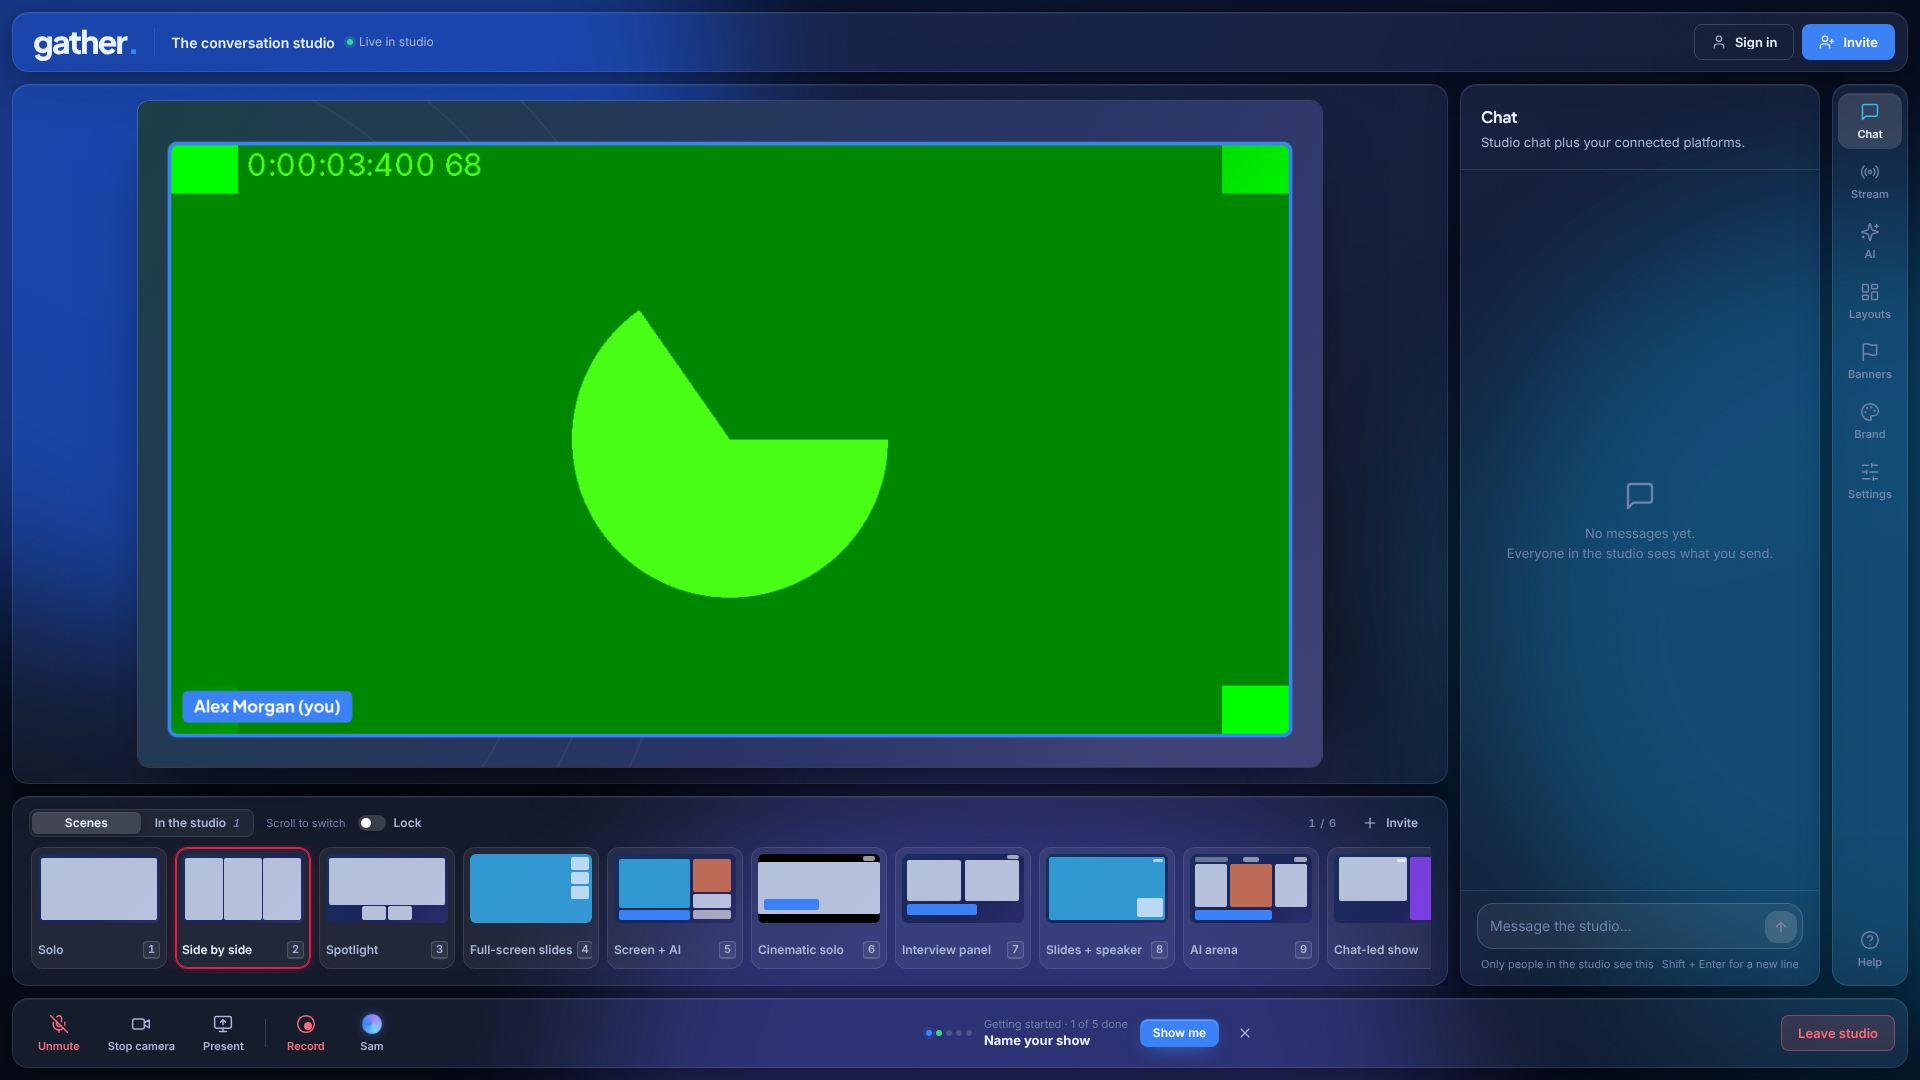 gather.
The conversation studio
Live in studio
Sign in
Invite
0:00:03:400 68
Alex Morgan (you)
Chat
Studio chat plus your connected platforms.
No messages yet.
Everyone in the studio sees what you send.
Message the studio...
Only people in the studio see this
Shift + Enter for a new line
Chat
Stream
AI
Layouts
Banners
Brand
Settings
Help
Scenes
In the studio 1
Scroll to switch
Lock
1 / 6
Invite
Solo 1
Side by side 2
Spotlight 3
Full-screen slides 4
Screen + AI 5
Cinematic solo 6
Interview panel 7
Slides + speaker 8
AI arena 9
Chat-led show
Unmute
Stop camera
Present
Record
Sam
Getting started · 1 of 5 done
Name your show
Show me
Leave studio